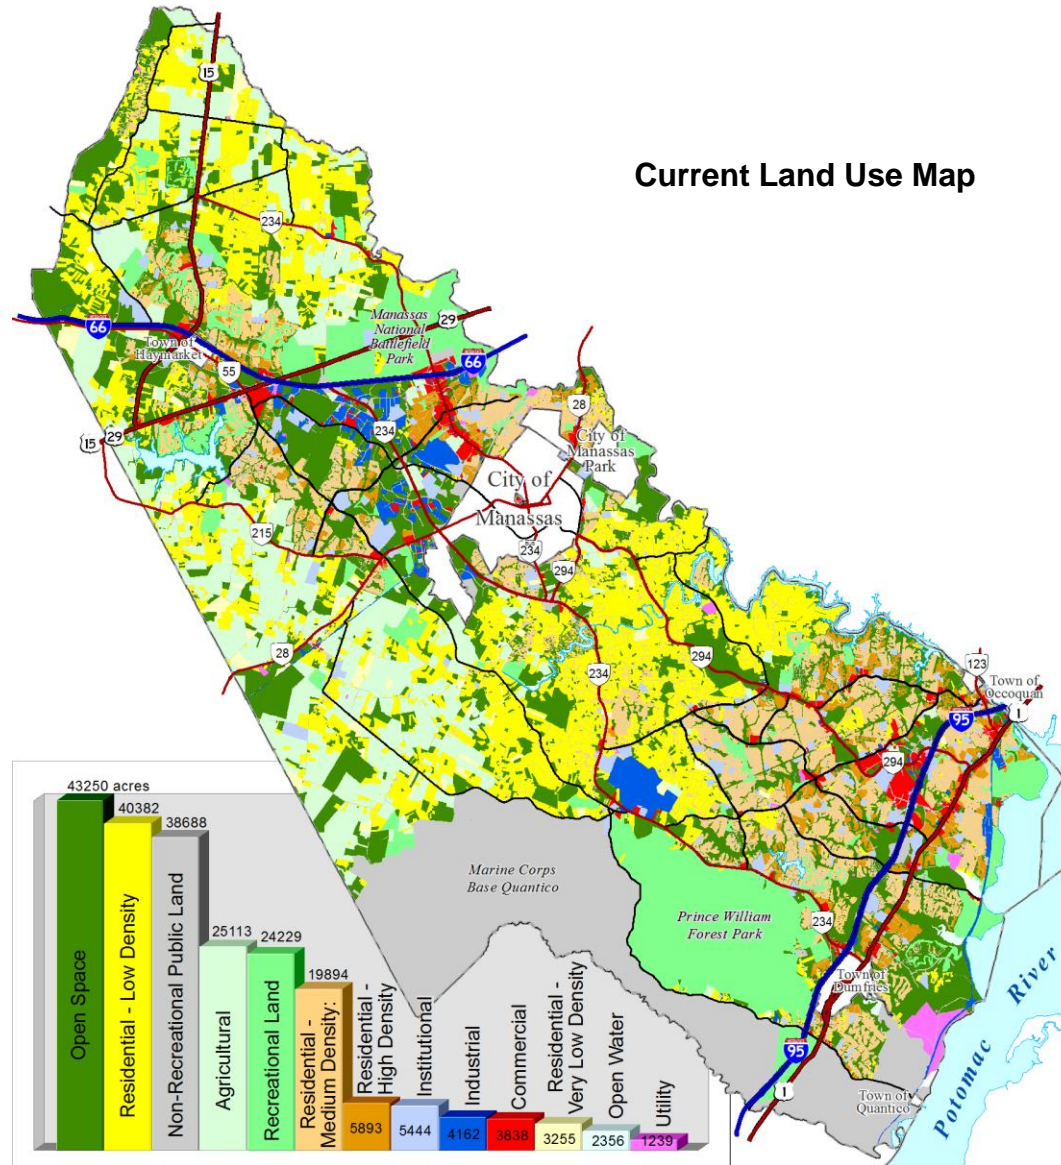 Current Land Use Map
15
234
Manassas
National
Battlefield
Park
29
66
Town of
Haymarket
55
66
28
City of
Manassas
Park
234
15
29
City of
Manassas
215
234
294
28
234
294
123
Town of
Occoquan
1
95
294
Marine Corps
Base Quantico
Prince William
Forest Park
234
Town of
Dumfries
95
1
Town of
Quantico
Potomac River
43250 acres
40382
38688
25113
24229
19894
5893
5444
4162
3838
3255
2356
1239
Open Space
Residential - Low Density
Non-Recreational Public Land
Agricultural
Recreational Land
Residential -
Medium Density:
Residential -
High Density
Institutional
Industrial
Commercial
Residential -
Very Low Density
Open Water
Utility